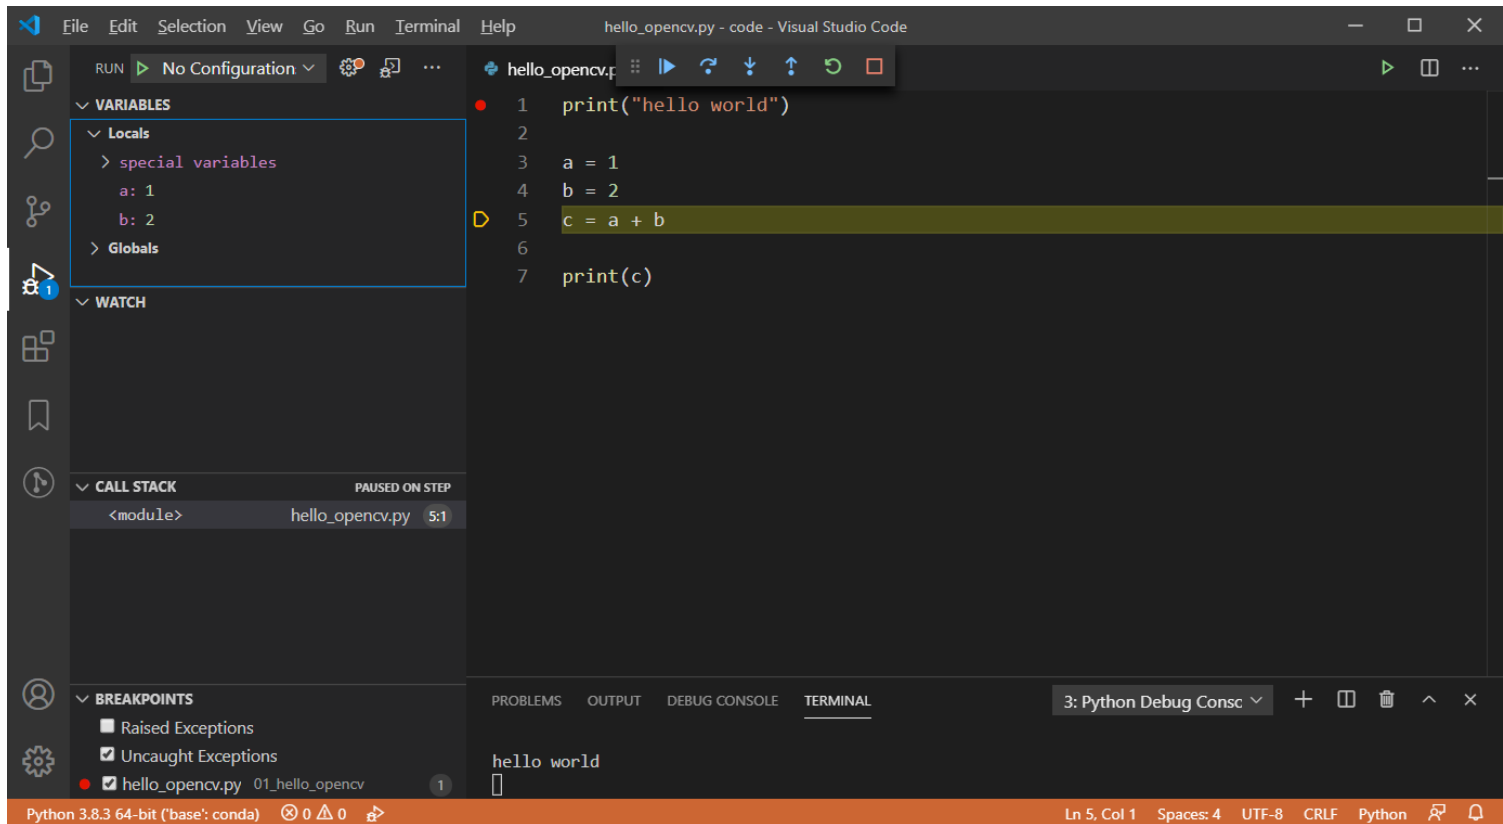 File Edit Selection View Go Run Terminal Help hello_opencv.py - code - Visual Studio Code
RUN No Configuration
hello_opencv.p
VARIABLES
Locals
special variables
a: 1
b: 2
Globals
WATCH
CALL STACK PAUSED ON STEP
<module> hello_opencv.py 5:1
BREAKPOINTS
Raised Exceptions
Uncaught Exceptions
hello_opencv.py 01_hello_opencv 1
1
1 print("hello world")
2
3 a = 1
4 b = 2
5 c = a + b
6
7 print(c)
PROBLEMS OUTPUT DEBUG CONSOLE TERMINAL 3: Python Debug Consc
hello world
Python 3.8.3 64-bit ('base': conda) 0 0 Ln 5, Col 1 Spaces: 4 UTF-8 CRLF Python